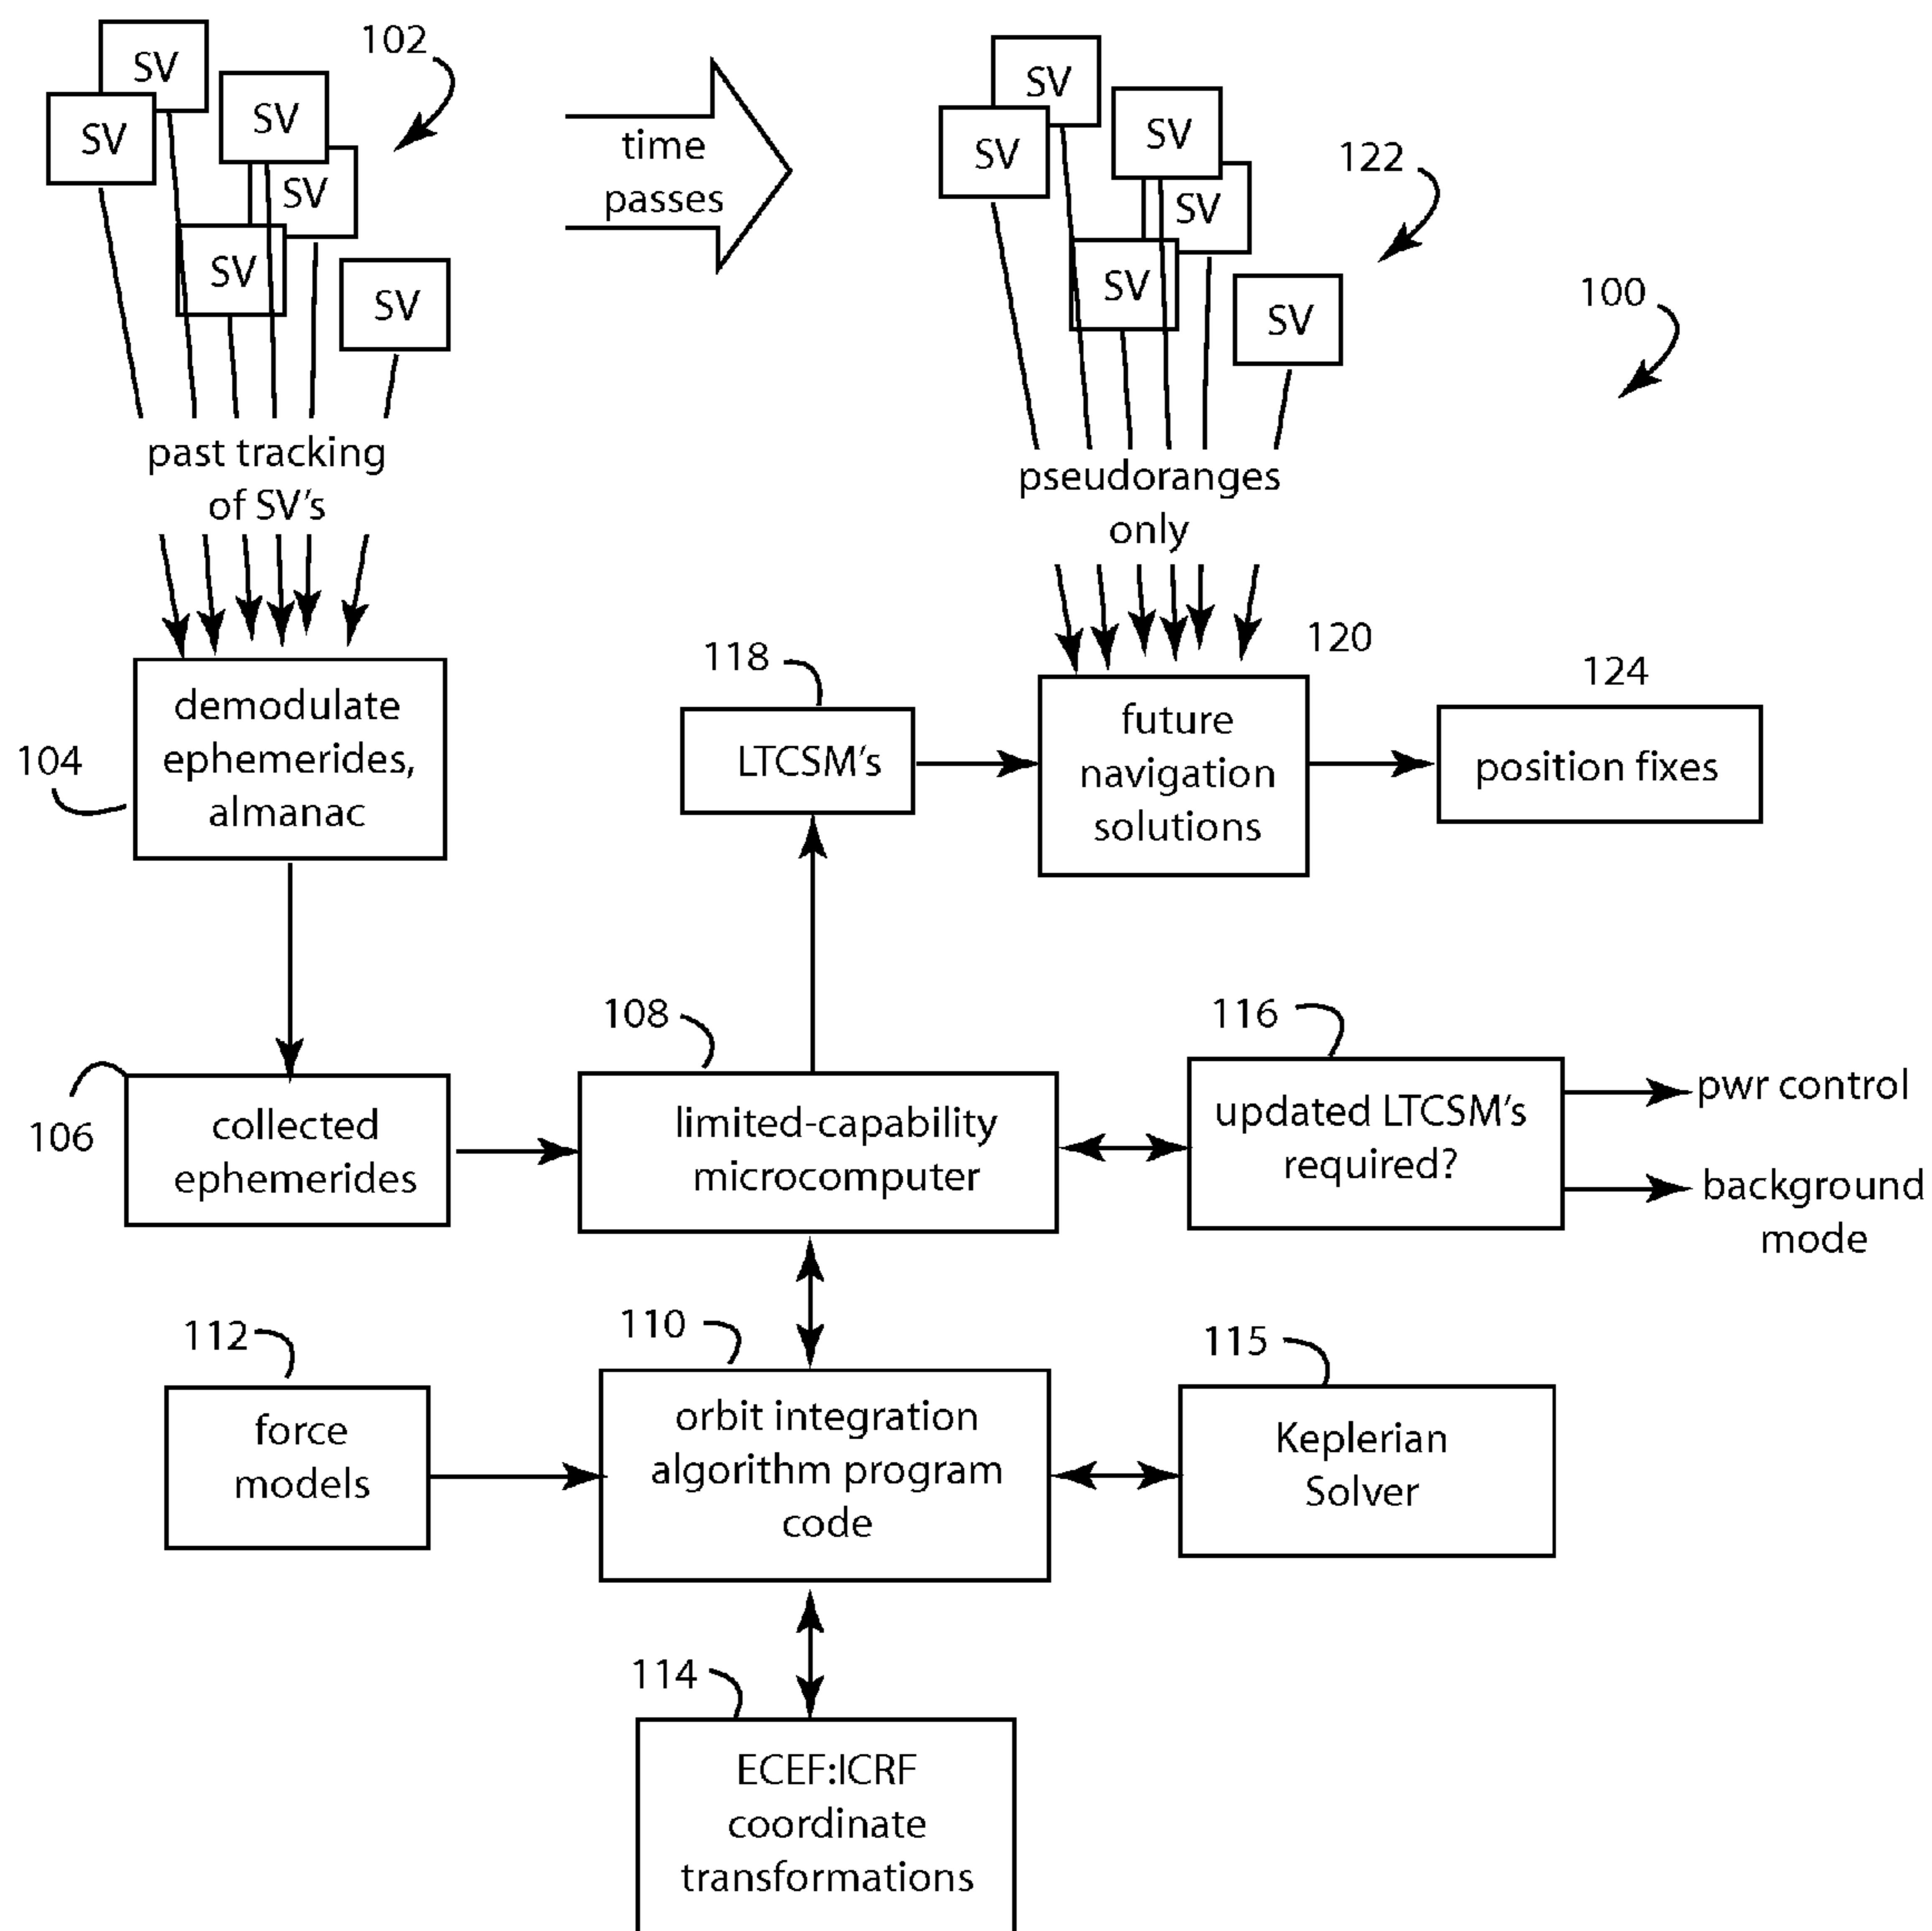 102
SV
SV
SV
SV
SV
SV
time
passes
SV
SV
SV
SV
SV
SV
122
100
past tracking
of SV's
pseudoranges
only
104
demodulate
ephemerides,
almanac
118
LTCSM's
120
future
navigation
solutions
124
position fixes
106
collected
ephemerides
108
limited-capability
microcomputer
116
updated LTCSM's
required?
pwr control
background
mode
112
force
models
110
orbit integration
algorithm program
code
115
Keplerian
Solver
114
ECEF:ICRF
coordinate
transformations